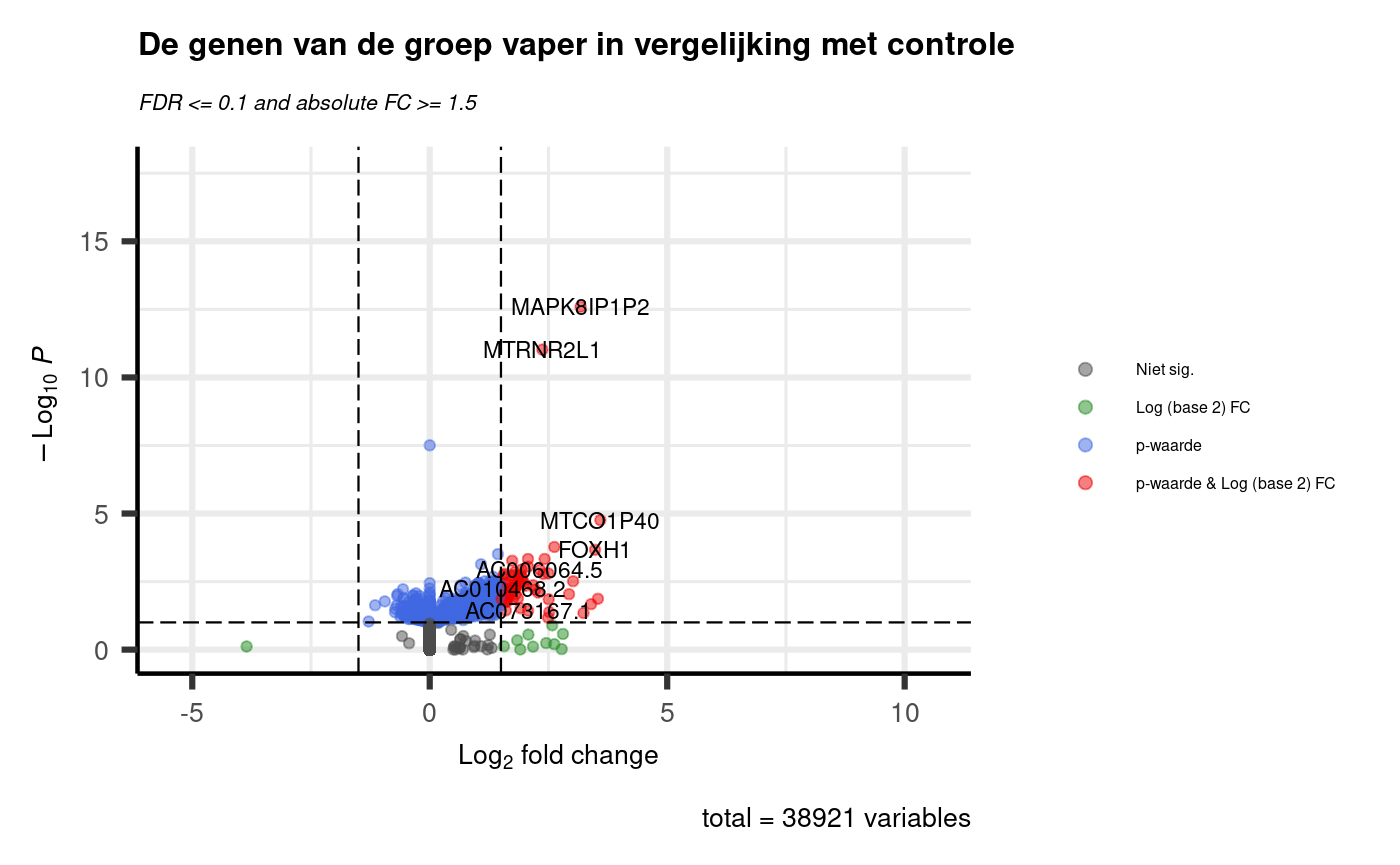 De genen van de groep vaper in vergelijking met controle
FDR <= 0.1 and absolute FC >= 1.5
−Log10 P
15
10
5
0
MAPK8IP1P2
MTRNR2L1
MTCO1P40
FOXH1
AC006064.5
AC010468.2
AC073167.1
-5
0
5
10
Log2 fold change
total = 38921 variables
Niet sig.
Log (base 2) FC
p-waarde
p-waarde & Log (base 2) FC